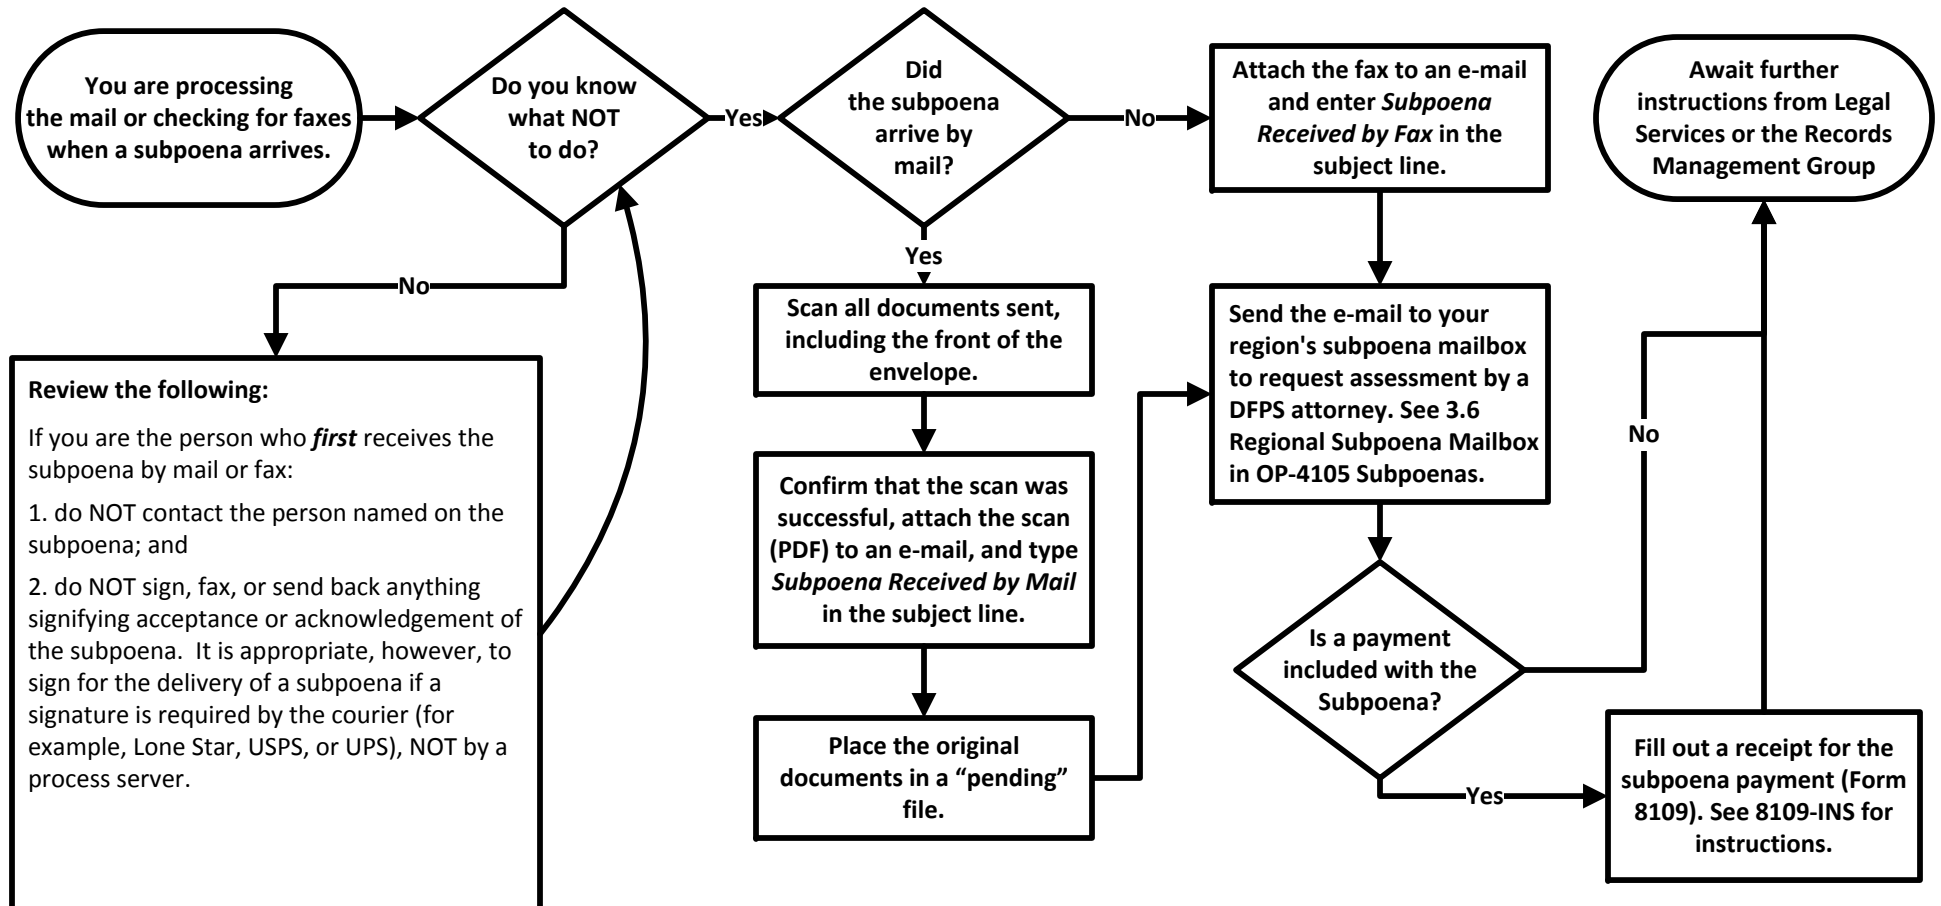 You are processing
the mail or checking for faxes
when a subpoena arrives.
Do you know
what NOT
to do?
Yes
No
Review the following:
If you are the person who first receives the
subpoena by mail or fax:
1. do NOT contact the person named on the
subpoena; and
2. do NOT sign, fax, or send back anything
signifying acceptance or acknowledgement of
the subpoena.  It is appropriate, however, to
sign for the delivery of a subpoena if a
signature is required by the courier (for
example, Lone Star, USPS, or UPS), NOT by a
process server.
Did
the subpoena
arrive by
mail?
No
Yes
Scan all documents sent,
including the front of the
envelope.
Confirm that the scan was
successful, attach the scan
(PDF) to an e-mail, and type
Subpoena Received by Mail
in the subject line.
Place the original
documents in a “pending”
file.
Attach the fax to an e-mail
and enter Subpoena
Received by Fax in the
subject line.
Send the e-mail to your
region's subpoena mailbox
to request assessment by a
DFPS attorney. See 3.6
Regional Subpoena Mailbox
in OP-4105 Subpoenas.
Is a payment
included with the
Subpoena?
No
Yes
Fill out a receipt for the
subpoena payment (Form
8109). See 8109-INS for
instructions.
Await further
instructions from Legal
Services or the Records
Management Group